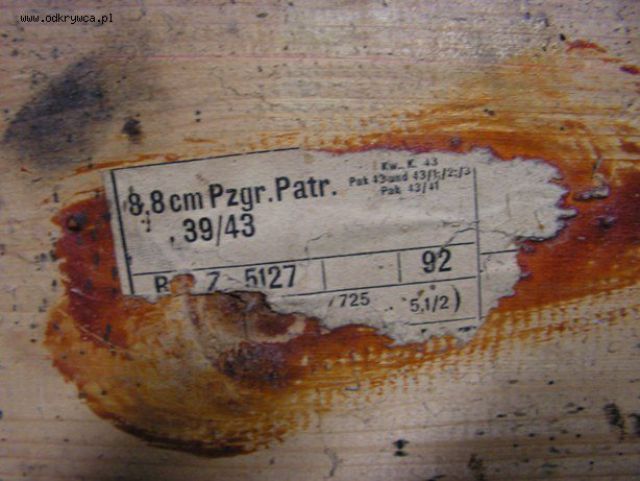 www.odkrywca.pl
Kw. K. 43
8,8 cm Pzgr. Patr. Pak 43 und 43/1,/2,/3
39/43 Pak 43/41
Z 5127 92
725 5,1/2)